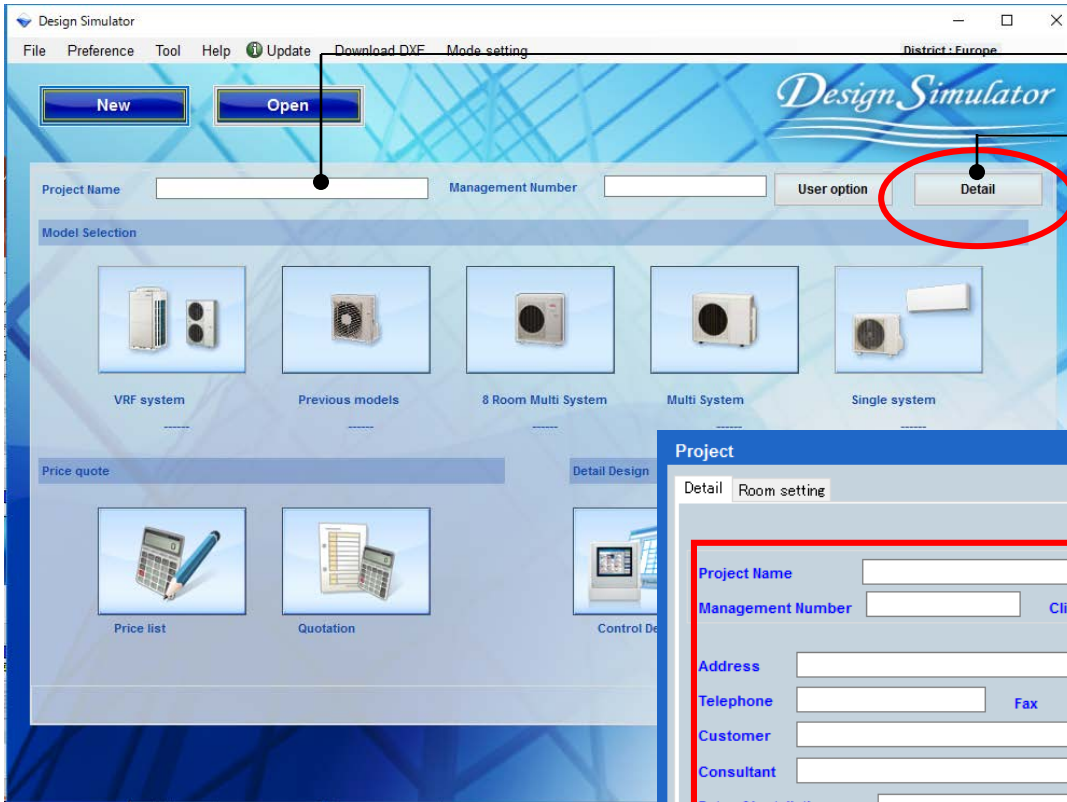 Design Simulator
File Preference Tool Help Update Download DXF Mode setting District : Europe
New Open Design Simulator
Project Name Management Number User option Detail
Model Selection
VRF system Previous models 8 Room Multi System Multi System Single system
------ ------ ------ ------ ------
Price quote Detail Design
Price list Quotation Control De
Project
Detail Room setting
Project Name
Management Number Cli
Address
Telephone Fax
Customer
Consultant